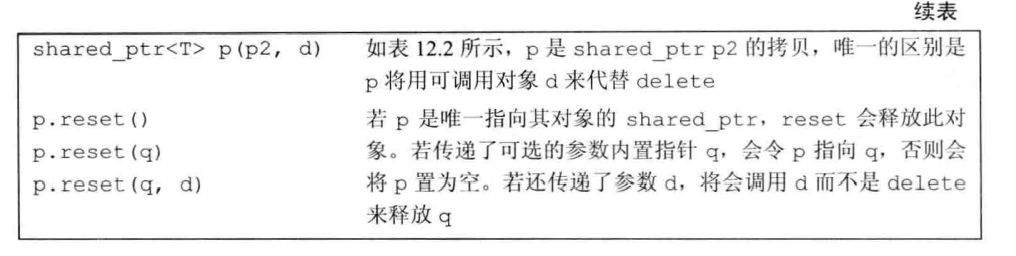 续表
shared_ptr<T> p(p2, d) 如表 12.2 所示，p 是 shared_ptr p2 的拷贝，唯一的区别是
p 将用可调用对象 d 来代替 delete
p.reset() 若 p 是唯一指向其对象的 shared_ptr，reset 会释放此对
p.reset(q) 象。若传递了可选的参数内置指针 q，会令 p 指向 q，否则会
p.reset(q, d) 将 p 置为空。若还传递了参数 d，将会调用 d 而不是 delete
来释放 q